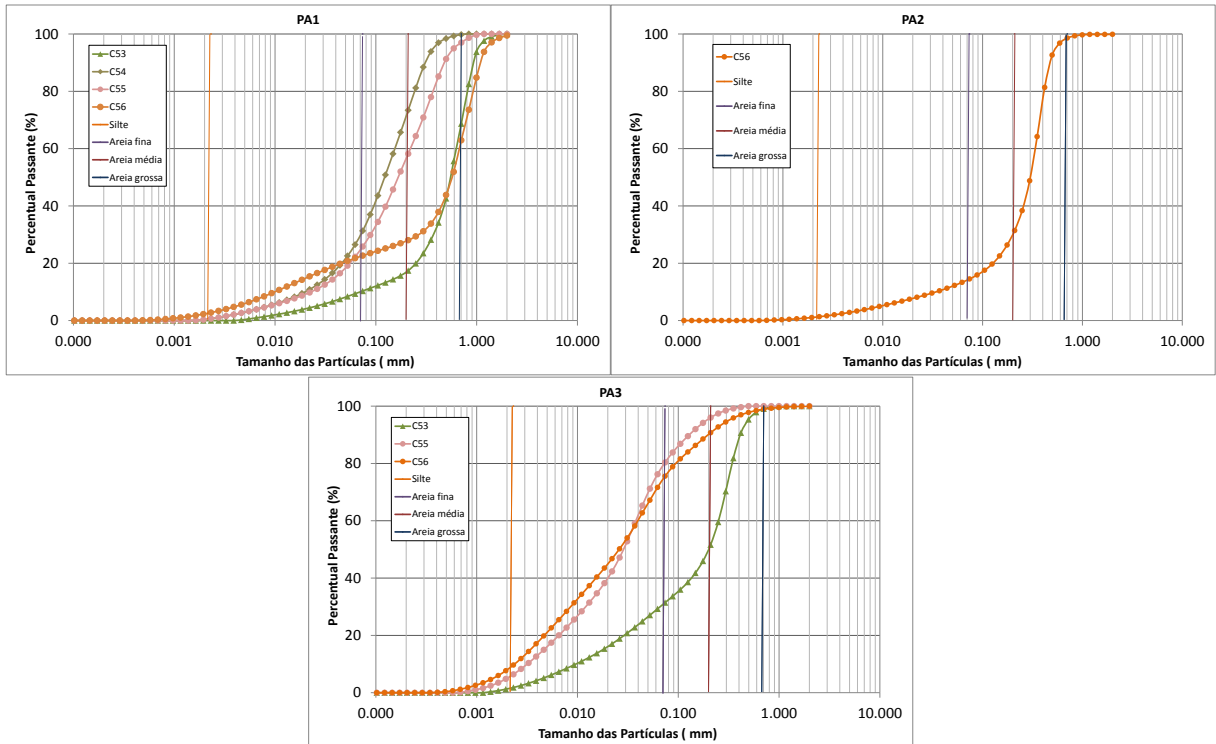 PA1
Percentual Passante (%)
100
80
60
40
20
0
C53
C54
C55
C56
Silte
Areia fina
Areia média
Areia grossa
0.000 0.001 0.010 0.100 1.000 10.000
Tamanho das Partículas ( mm)
PA2
Percentual Passante (%)
100
80
60
40
20
0
C56
Silte
Areia fina
Areia média
Areia grossa
0.000 0.001 0.010 0.100 1.000 10.000
Tamanho das Partículas ( mm)
PA3
Percentual Passante (%)
100
80
60
40
20
0
C53
C55
C56
Silte
Areia fina
Areia média
Areia grossa
0.000 0.001 0.010 0.100 1.000 10.000
Tamanho das Partículas ( mm)